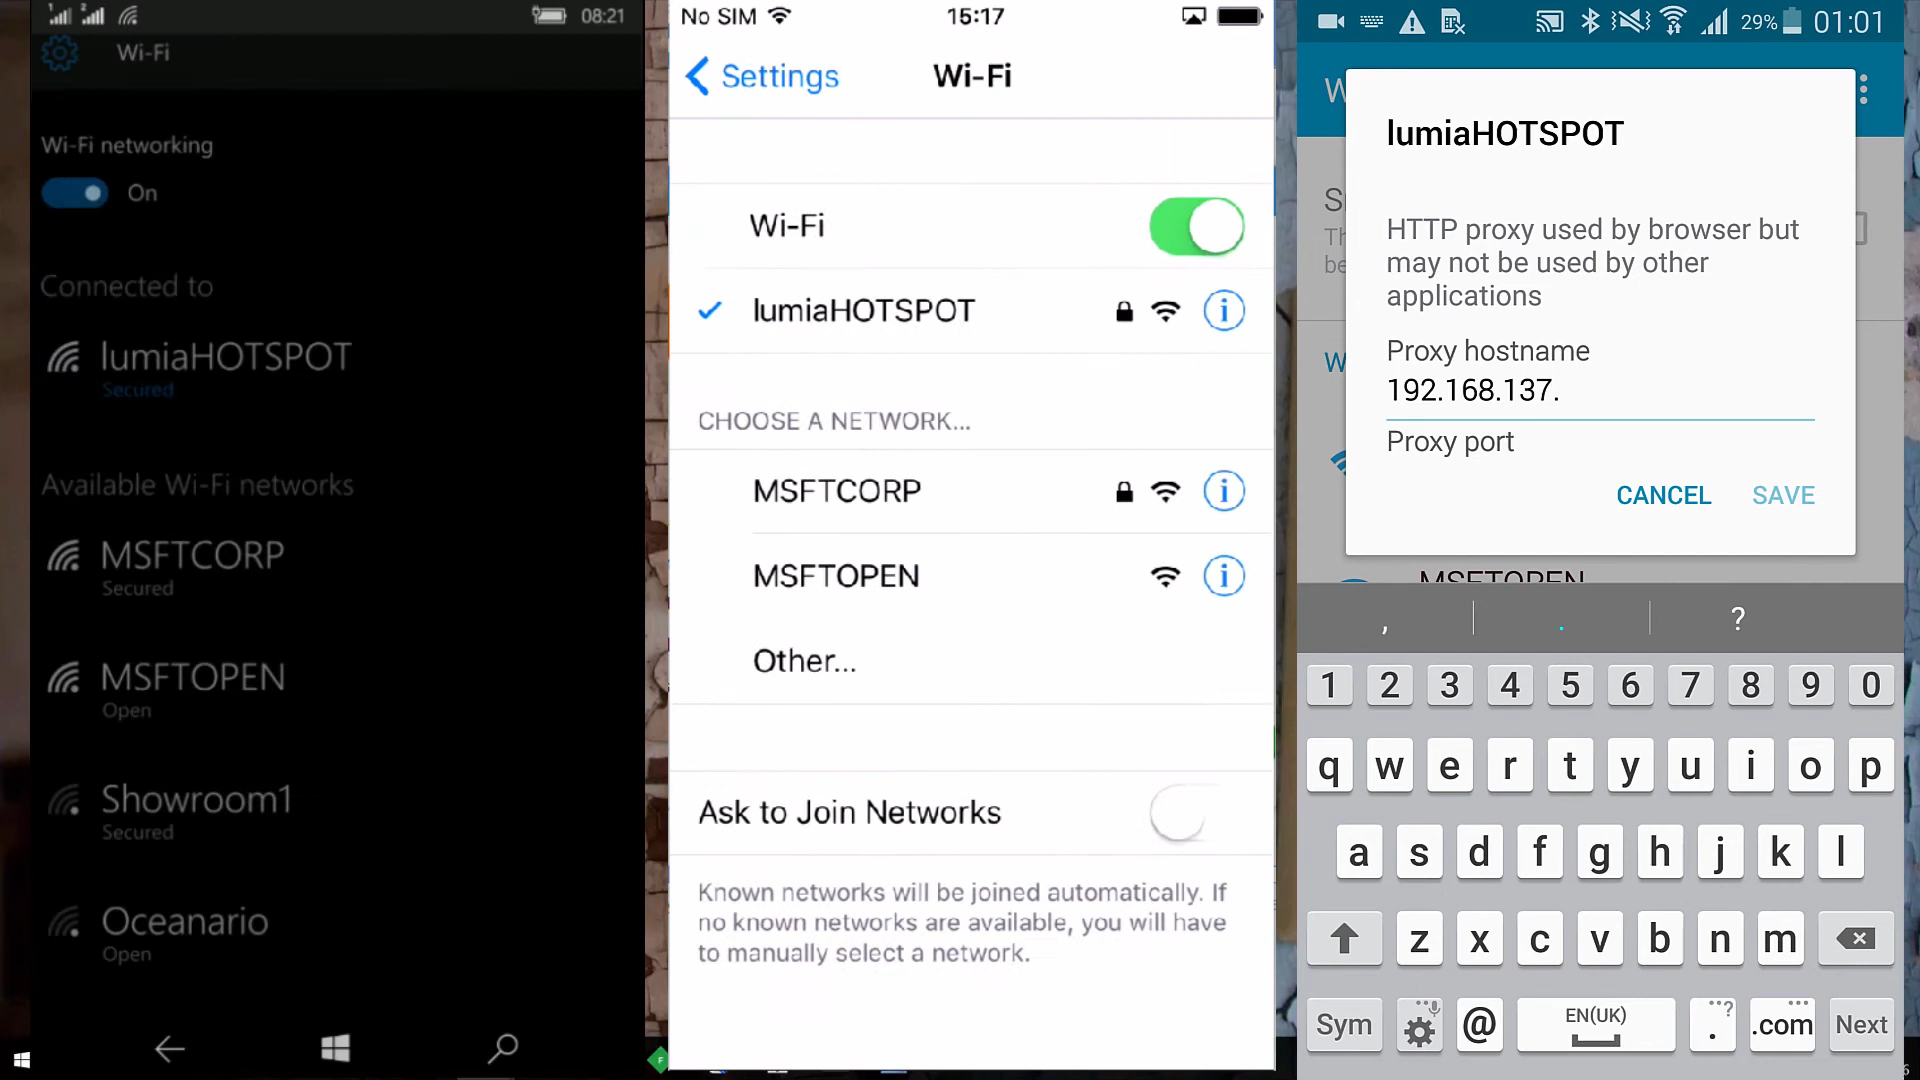 08:21
Wi-Fi
Wi-Fi networking
On
Connected to
lumiaHOTSPOT
Secured
Available Wi-Fi networks
MSFTCORP
Secured
MSFTOPEN
Open
Showroom1
Secured
Oceanario
Open
No SIM
15:17
Settings
Wi-Fi
Wi-Fi
lumiaHOTSPOT
CHOOSE A NETWORK...
MSFTCORP
MSFTOPEN
Other...
Ask to Join Networks
Known networks will be joined automatically. If
no known networks are available, you will have
to manually select a network.
29% 01:01
lumiaHOTSPOT
HTTP proxy used by browser but
may not be used by other
applications
Proxy hostname
192.168.137.
Proxy port
CANCEL SAVE
MSFTOPEN
, . ?
1 2 3 4 5 6 7 8 9 0
q w e r t y u i o p
a s d f g h j k l
z x c v b n m
Sym @ EN(UK) . .com Next